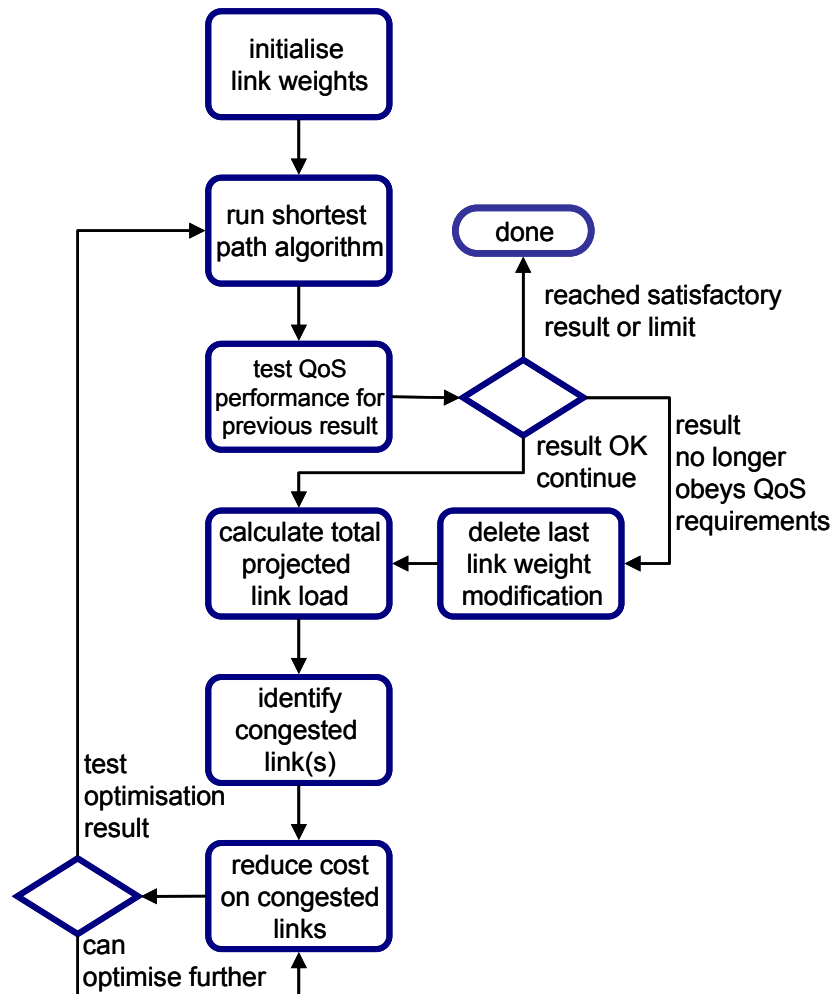 initialise
link weights
run shortest
path algorithm
done
reached satisfactory
result or limit
test QoS
performance for
previous result
result OK
continue
result
no longer
obeys QoS
requirements
calculate total
projected
link load
delete last
link weight
modification
identify
congested
link(s)
test
optimisation
result
reduce cost
on congested
links
can
optimise further